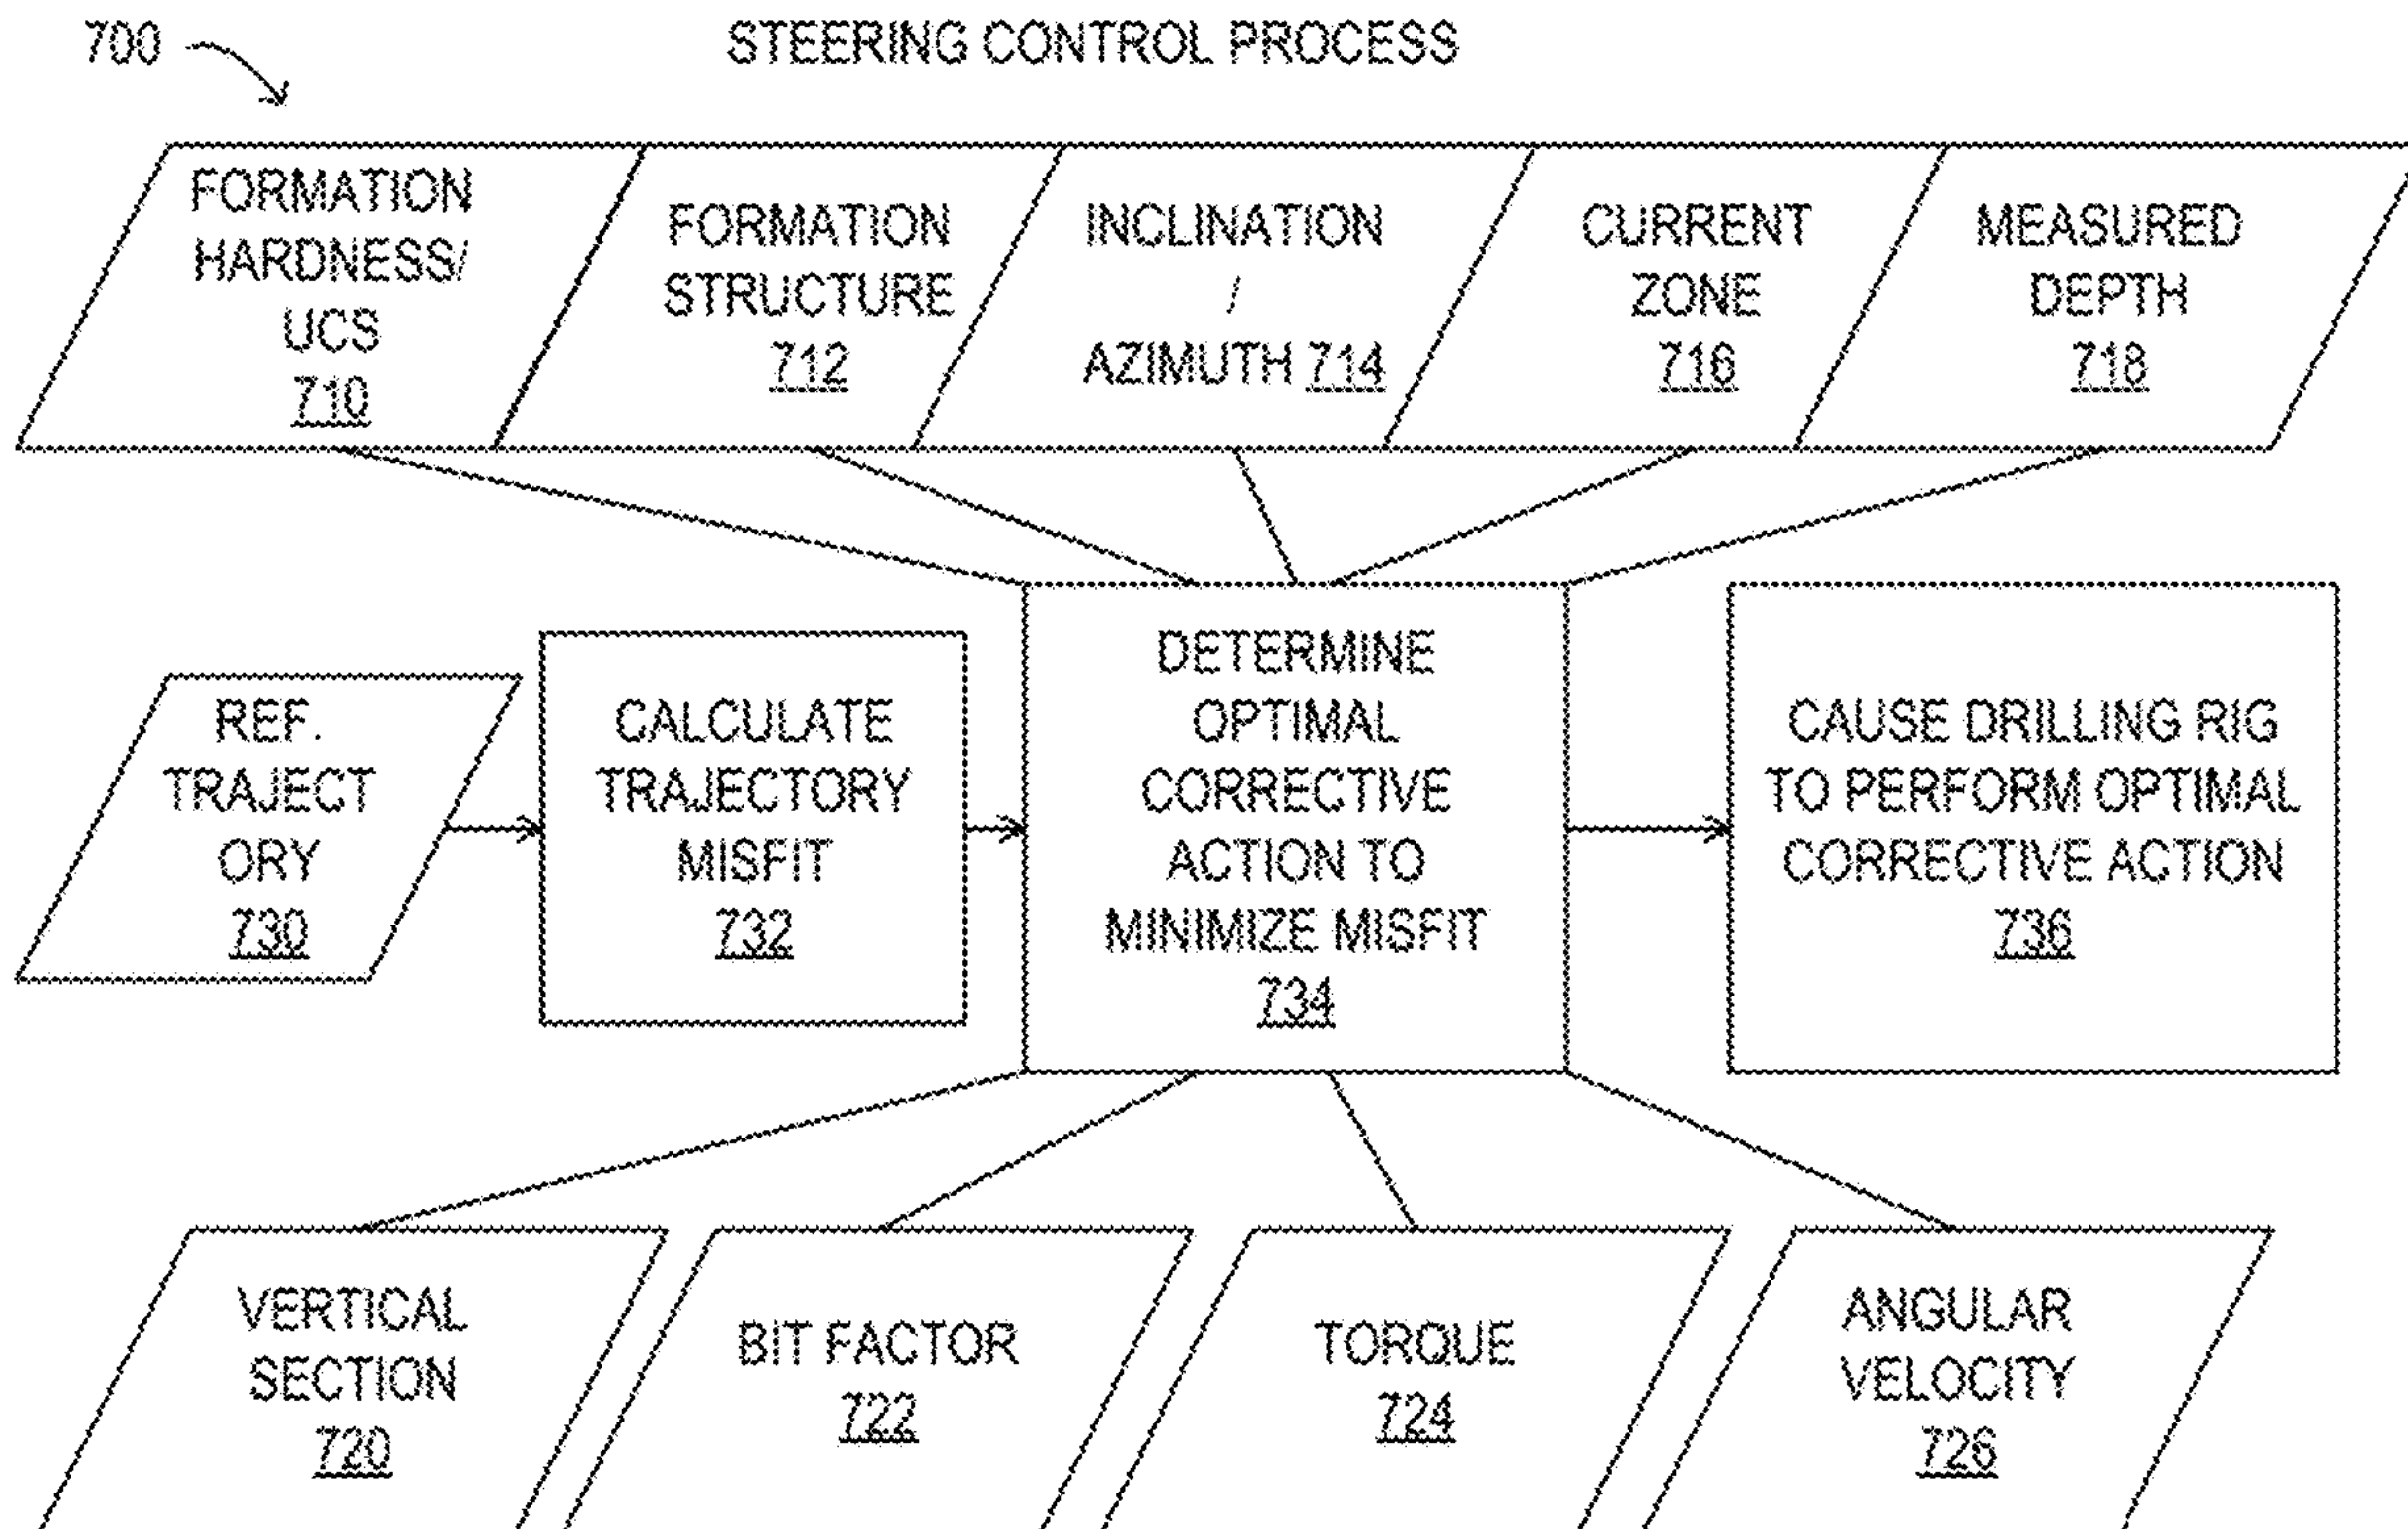 700
STEERING CONTROL PROCESS
FORMATION
HARDNESS/
UCS
710
FORMATION
STRUCTURE
712
INCLINATION
/
AZIMUTH 714
CURRENT
ZONE
716
MEASURED
DEPTH
718
REF.
TRAJECT
ORY
730
CALCULATE
TRAJECTORY
MISFIT
732
DETERMINE
OPTIMAL
CORRECTIVE
ACTION TO
MINIMIZE MISFIT
734
CAUSE DRILLING RIG
TO PERFORM OPTIMAL
CORRECTIVE ACTION
736
VERTICAL
SECTION
720
BIT FACTOR
722
TORQUE
724
ANGULAR
VELOCITY
726